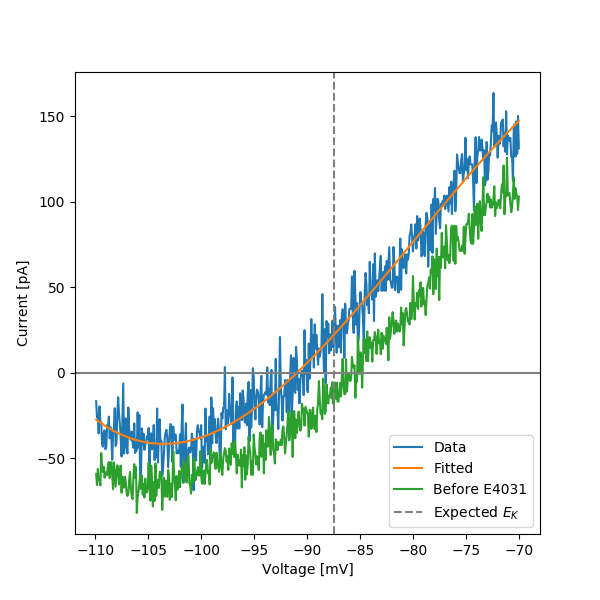 Current [pA]
150
100
50
0
−50
−110
−105
−100
−95
−90
−85
−80
−75
−70
Voltage [mV]
Data
Fitted
Before E4031
Expected E_K